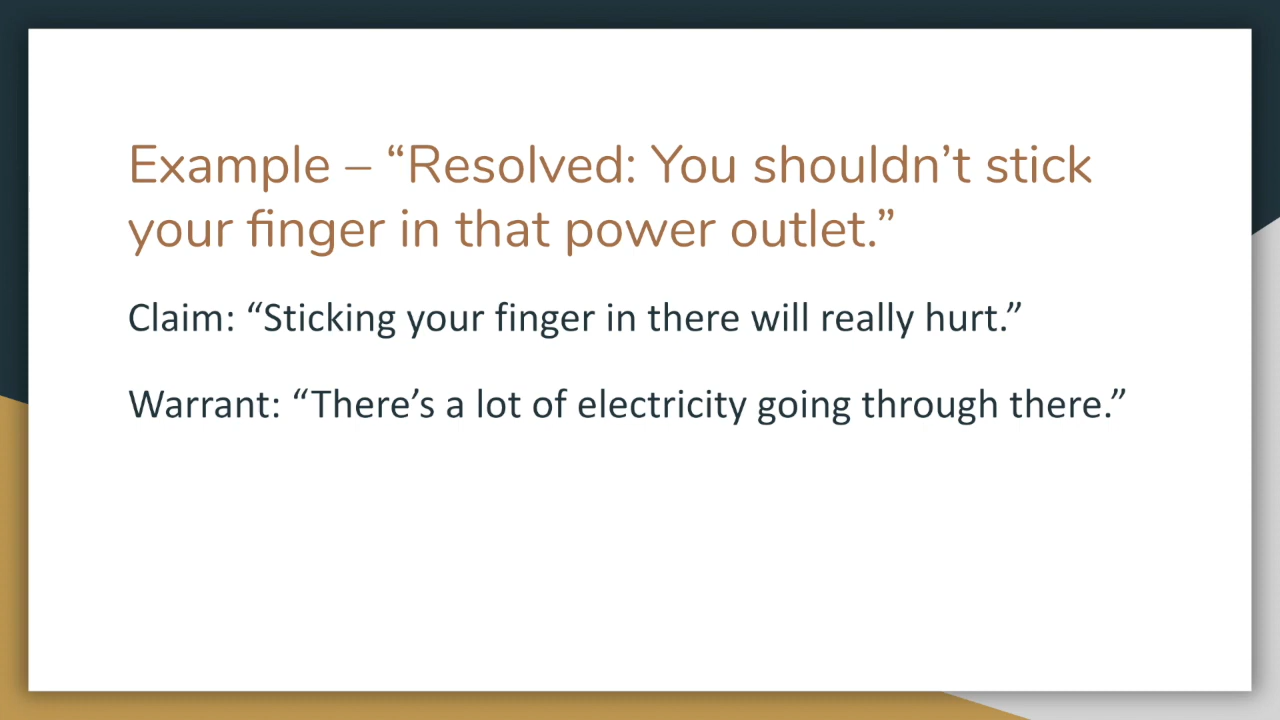 Example – “Resolved: You shouldn’t stick
your finger in that power outlet.”
Claim: “Sticking your finger in there will really hurt.”
Warrant: “There’s a lot of electricity going through there.”